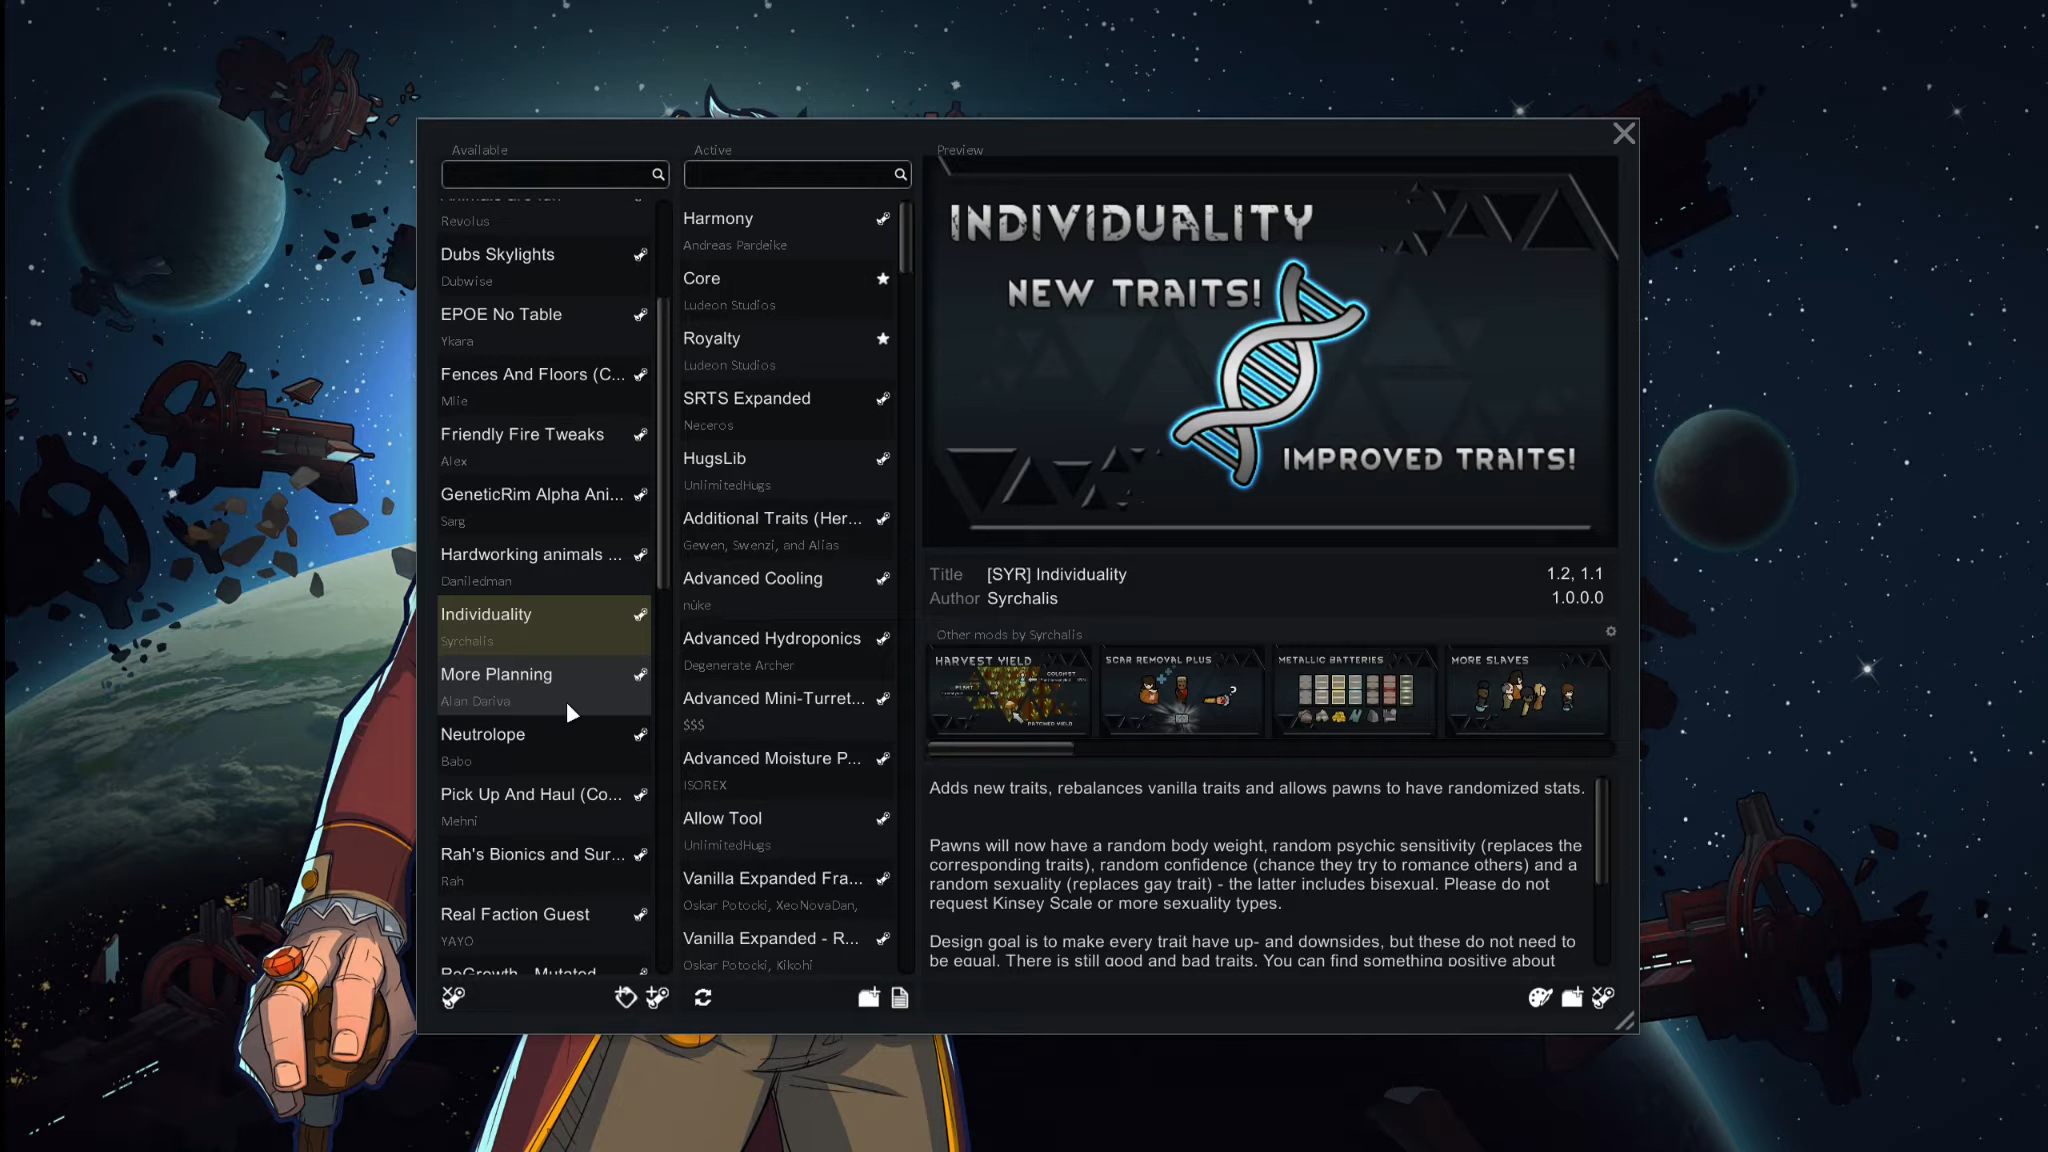 Available
Revolus
Dubs Skylights
Dubwise
EPOE No Table
Ykara
Fences And Floors (C...
Mlie
Friendly Fire Tweaks
Alex
GeneticRim Alpha Ani...
Sarg
Hardworking animals ...
Daniledman
Individuality
Syrchalis
More Planning
Alan Dariva
Neutrolope
Babo
Pick Up And Haul (Co...
Mehni
Rah's Bionics and Sur...
Rah
Real Faction Guest
YAYO
ReGrowth - Mutated
Active
Harmony
Andreas Pardeike
Core
Ludeon Studios
Royalty
Ludeon Studios
SRTS Expanded
Neceros
HugsLib
UnlimitedHugs
Additional Traits (Her...
Gewen, Swenzi, and Alias
Advanced Cooling
nüke
Advanced Hydroponics
Degenerate Archer
Advanced Mini-Turret...
$$$
Advanced Moisture P...
ISOREX
Allow Tool
UnlimitedHugs
Vanilla Expanded Fra...
Oskar Potocki, XeoNovaDan,
Vanilla Expanded - R...
Oskar Potocki, Kikohi
Preview
INDIVIDUALITY
NEW TRAITS!
IMPROVED TRAITS!
Title [SYR] Individuality 1.2, 1.1
Author Syrchalis 1.0.0.0
Other mods by Syrchalis
HARVEST YIELD
SCAR REMOVAL PLUS
METALLIC BATTERIES
MORE SLAVES
Adds new traits, rebalances vanilla traits and allows pawns to have randomized stats.
Pawns will now have a random body weight, random psychic sensitivity (replaces the
corresponding traits), random confidence (chance they try to romance others) and a
random sexuality (replaces gay trait) - the latter includes bisexual. Please do not
request Kinsey Scale or more sexuality types.
Design goal is to make every trait have up- and downsides, but these do not need to
be equal. There is still good and bad traits. You can find something positive about